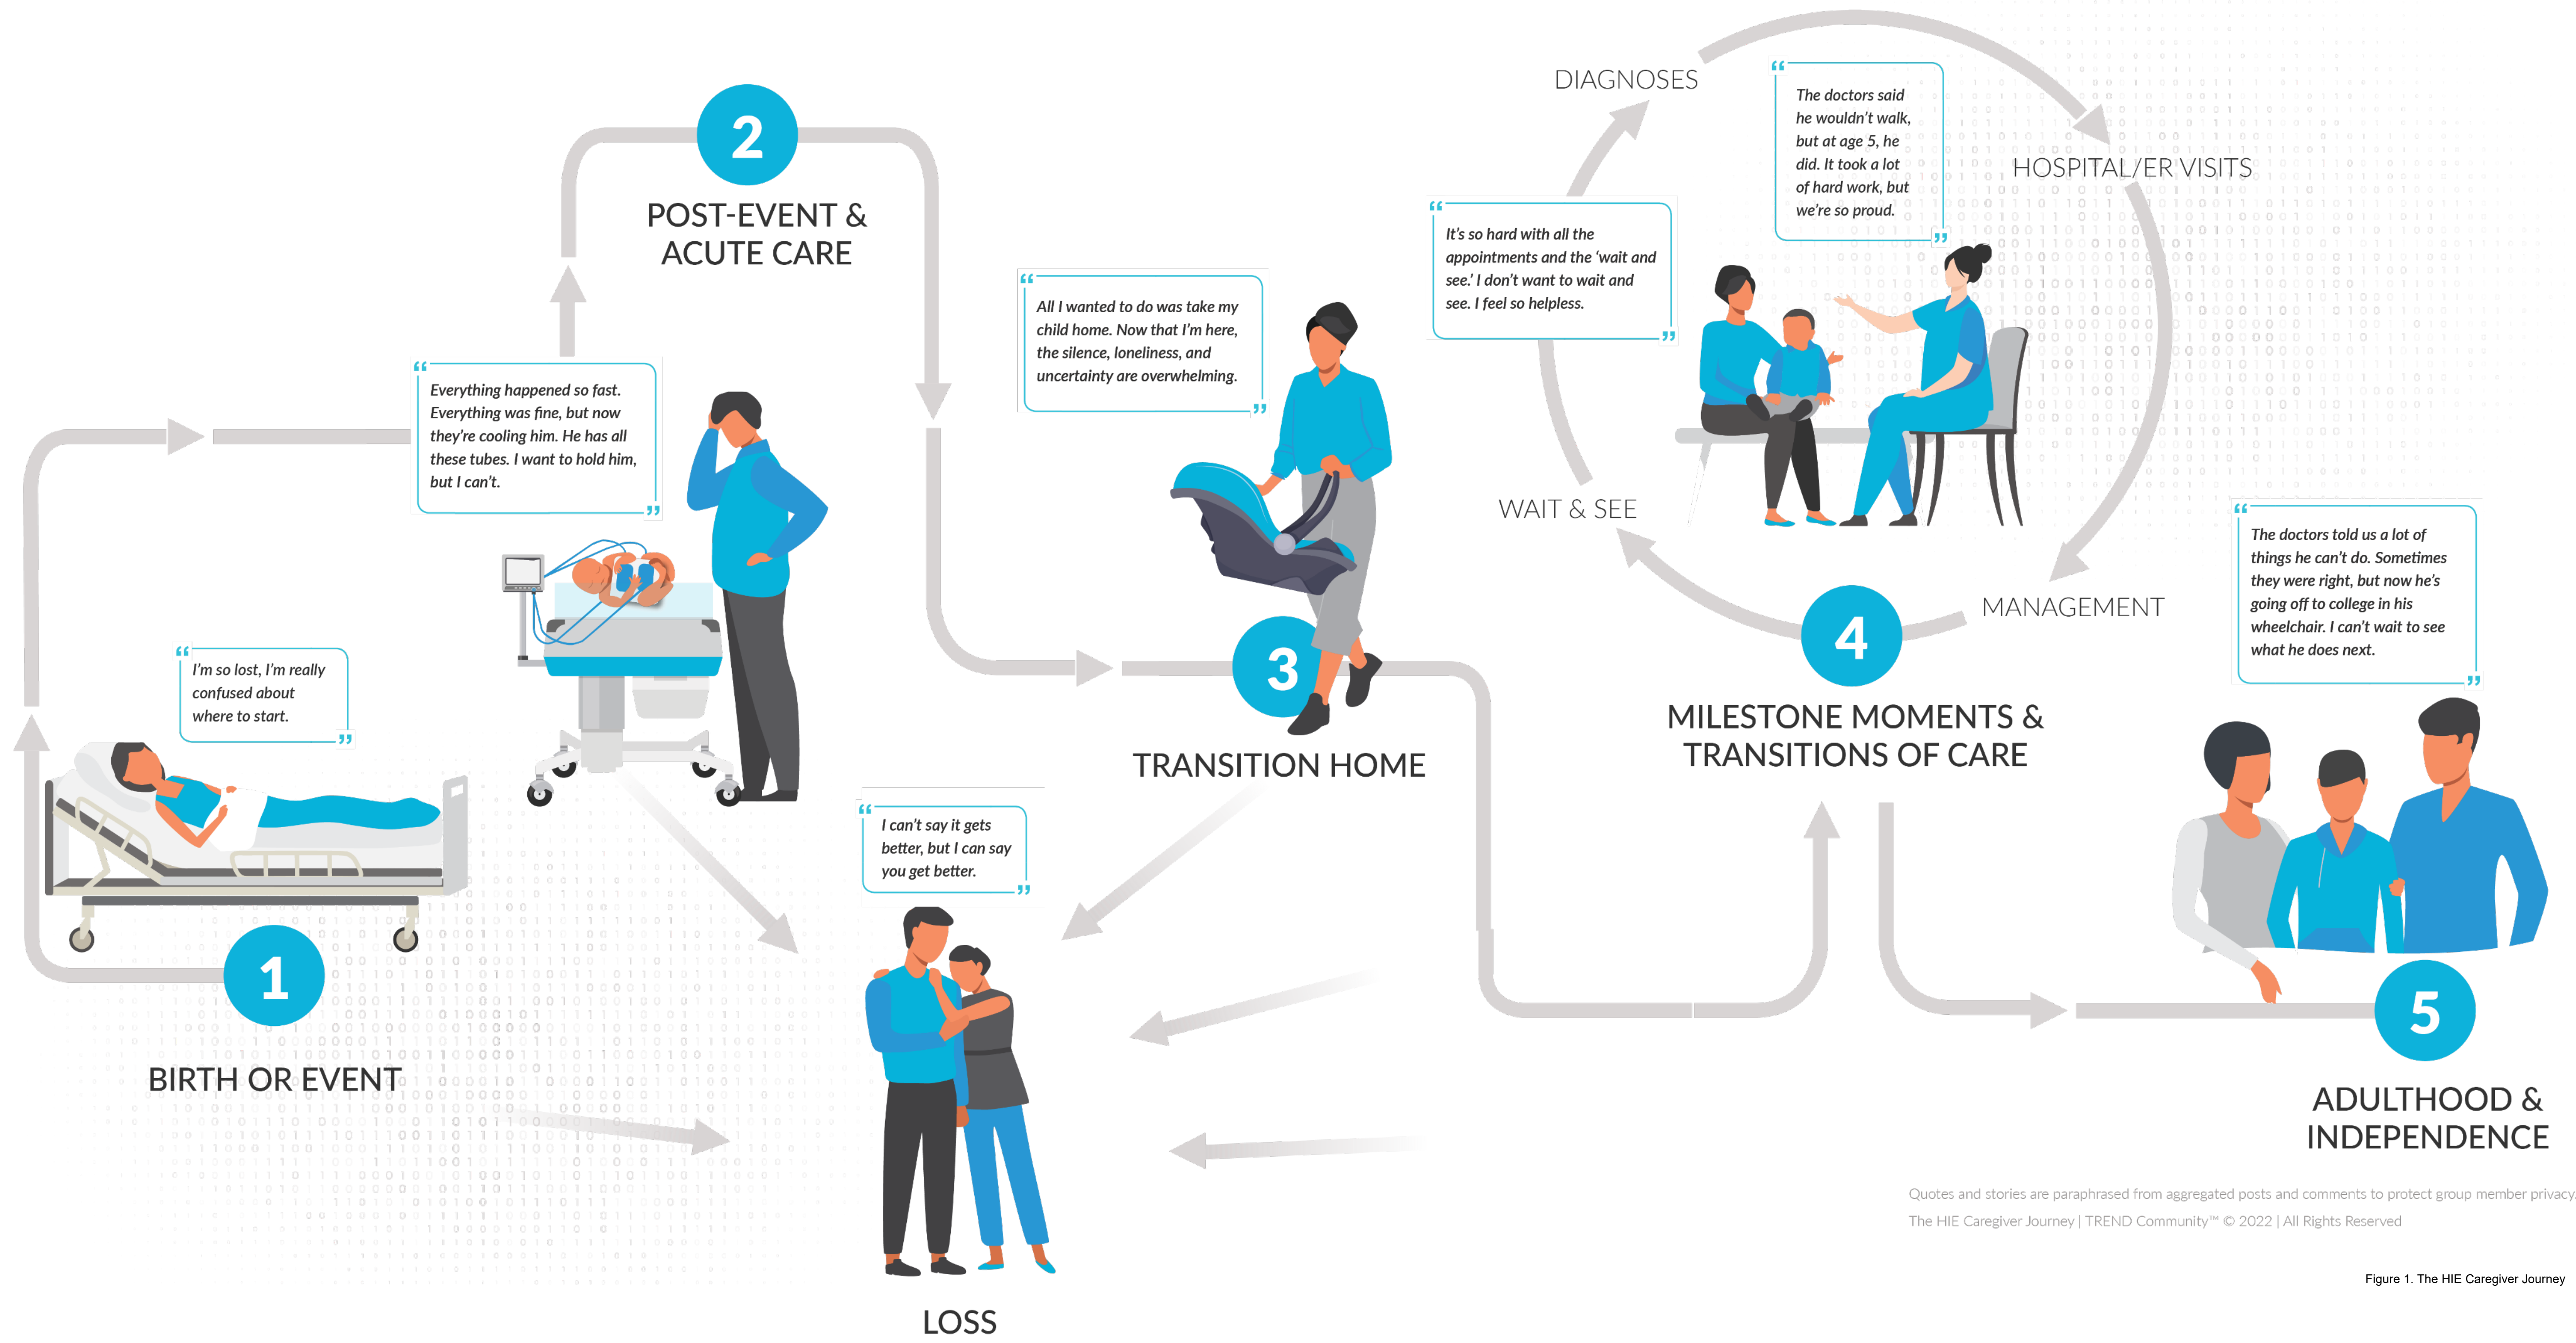 1
BIRTH OR EVENT
“
I’m so lost, I’m really
confused about
where to start.
”
2
POST-EVENT &
ACUTE CARE
“
Everything happened so fast.
Everything was fine, but now
they’re cooling him. He has all
these tubes. I want to hold him,
but I can’t.
”
3
TRANSITION HOME
“
All I wanted to do was take my
child home. Now that I’m here,
the silence, loneliness, and
uncertainty are overwhelming.
”
LOSS
“
I can’t say it gets
better, but I can say
you get better.
”
4
MILESTONE MOMENTS &
TRANSITIONS OF CARE
WAIT & SEE
DIAGNOSES
HOSPITAL/ER VISITS
MANAGEMENT
“
It’s so hard with all the
appointments and the ‘wait and
see.’ I don’t want to wait and
see. I feel so helpless.
”
“
The doctors said
he wouldn’t walk,
but at age 5, he
did. It took a lot
of hard work, but
we’re so proud.
”
5
ADULTHOOD &
INDEPENDENCE
“
The doctors told us a lot of
things he can’t do. Sometimes
they were right, but now he’s
going off to college in his
wheelchair. I can’t wait to see
what he does next.
”
Quotes and stories are paraphrased from aggregated posts and comments to protect group member privacy.
The HIE Caregiver Journey | TREND Community™ © 2022 | All Rights Reserved
Figure 1. The HIE Caregiver Journey